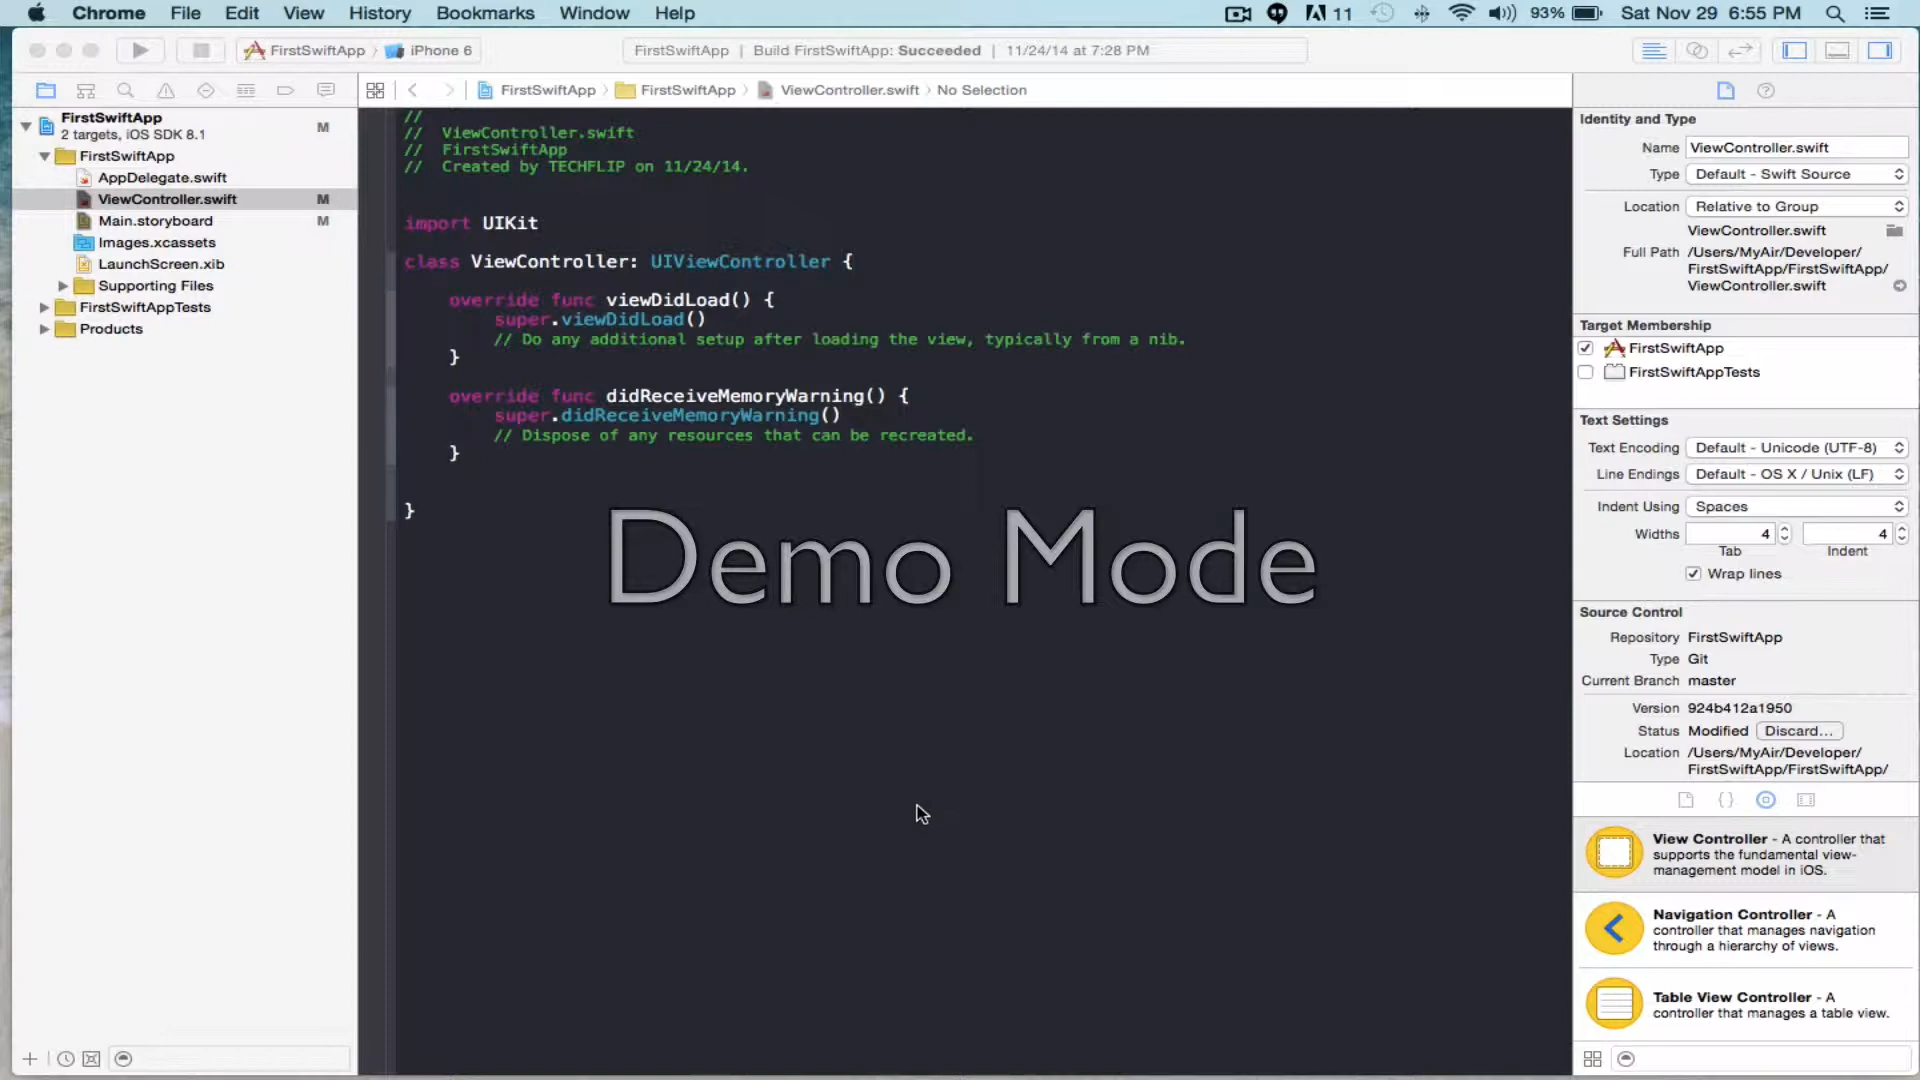 Chrome File Edit View History Bookmarks Window Help
11 93% Sat Nov 29 6:55 PM
FirstSwiftApp iPhone 6
FirstSwiftApp | Build FirstSwiftApp: Succeeded | 11/24/14 at 7:28 PM
FirstSwiftApp FirstSwiftApp ViewController.swift No Selection
FirstSwiftApp
2 targets, iOS SDK 8.1
M
FirstSwiftApp
AppDelegate.swift
ViewController.swift M
Main.storyboard M
Images.xcassets
LaunchScreen.xib
Supporting Files
FirstSwiftAppTests
Products
//
// ViewController.swift
// FirstSwiftApp
// Created by TECHFLIP on 11/24/14.
import UIKit
class ViewController: UIViewController {
override func viewDidLoad() {
super.viewDidLoad()
// Do any additional setup after loading the view, typically from a nib.
}
override func didReceiveMemoryWarning() {
super.didReceiveMemoryWarning()
// Dispose of any resources that can be recreated.
}
}
Demo Mode
Identity and Type
Name ViewController.swift
Type Default - Swift Source
Location Relative to Group
ViewController.swift
Full Path /Users/MyAir/Developer/
FirstSwiftApp/FirstSwiftApp/
ViewController.swift
Target Membership
FirstSwiftApp
FirstSwiftAppTests
Text Settings
Text Encoding Default - Unicode (UTF-8)
Line Endings Default - OS X / Unix (LF)
Indent Using Spaces
Widths 4 4
Tab Indent
Wrap lines
Source Control
Repository FirstSwiftApp
Type Git
Current Branch master
Version 924b412a1950
Status Modified Discard...
Location /Users/MyAir/Developer/
FirstSwiftApp/FirstSwiftApp/
{ }
View Controller - A controller that
supports the fundamental view-
management model in iOS.
Navigation Controller - A
controller that manages navigation
through a hierarchy of views.
Table View Controller - A
controller that manages a table view.